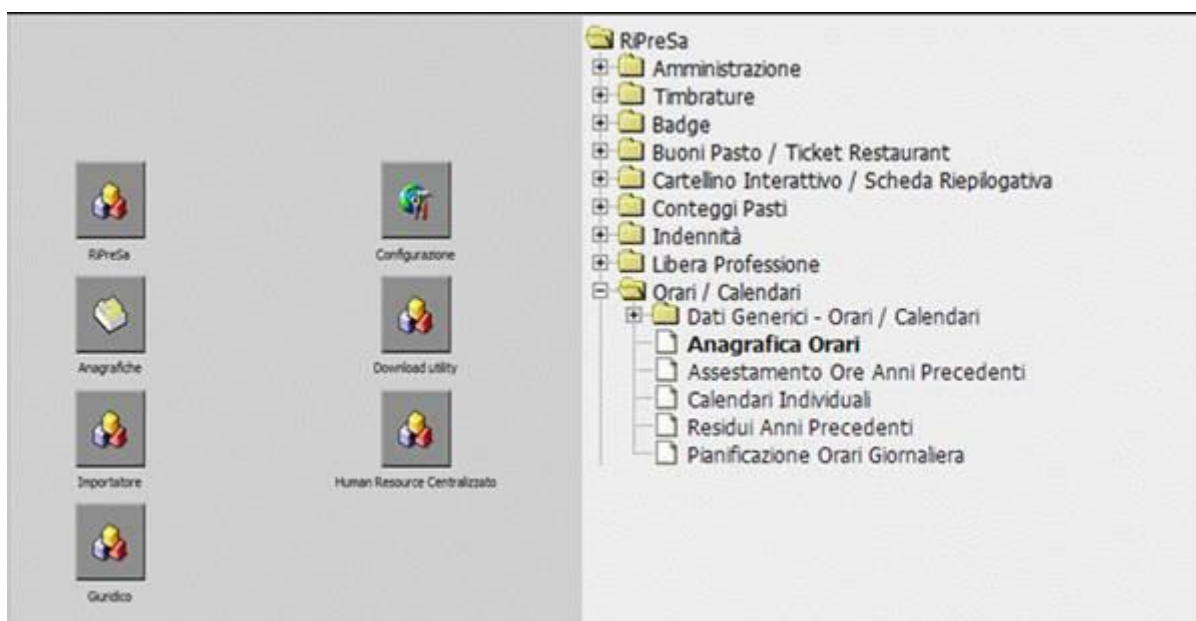 RiPreSa
Configurazione
Anagrafiche
Download utility
Importatore
Human Resource Centralizzato
Giuridico
RiPreSa
Amministrazione
Timbrature
Badge
Buoni Pasto / Ticket Restaurant
Cartellino Interattivo / Scheda Riepilogativa
Conteggi Pasti
Indennità
Libera Professione
Orari / Calendari
Dati Generici - Orari / Calendari
Anagrafica Orari
Assestamento Ore Anni Precedenti
Calendari Individuali
Residui Anni Precedenti
Pianificazione Orari Giornaliera